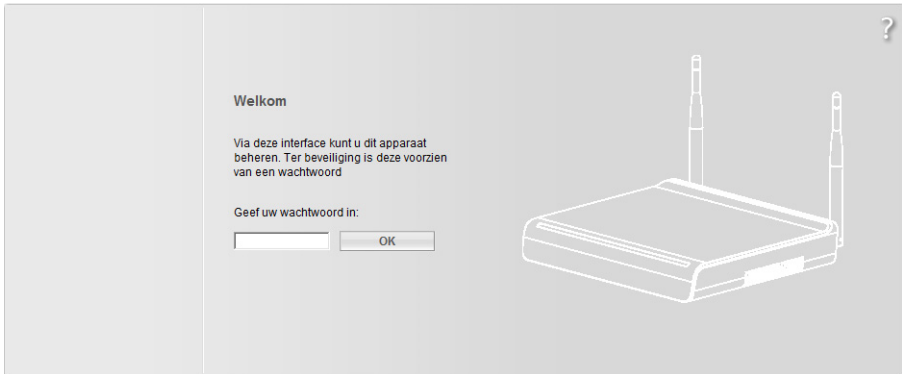 ?
Welkom
Via deze interface kunt u dit apparaat
beheren. Ter beveiliging is deze voorzien
van een wachtwoord
Geef uw wachtwoord in:
OK